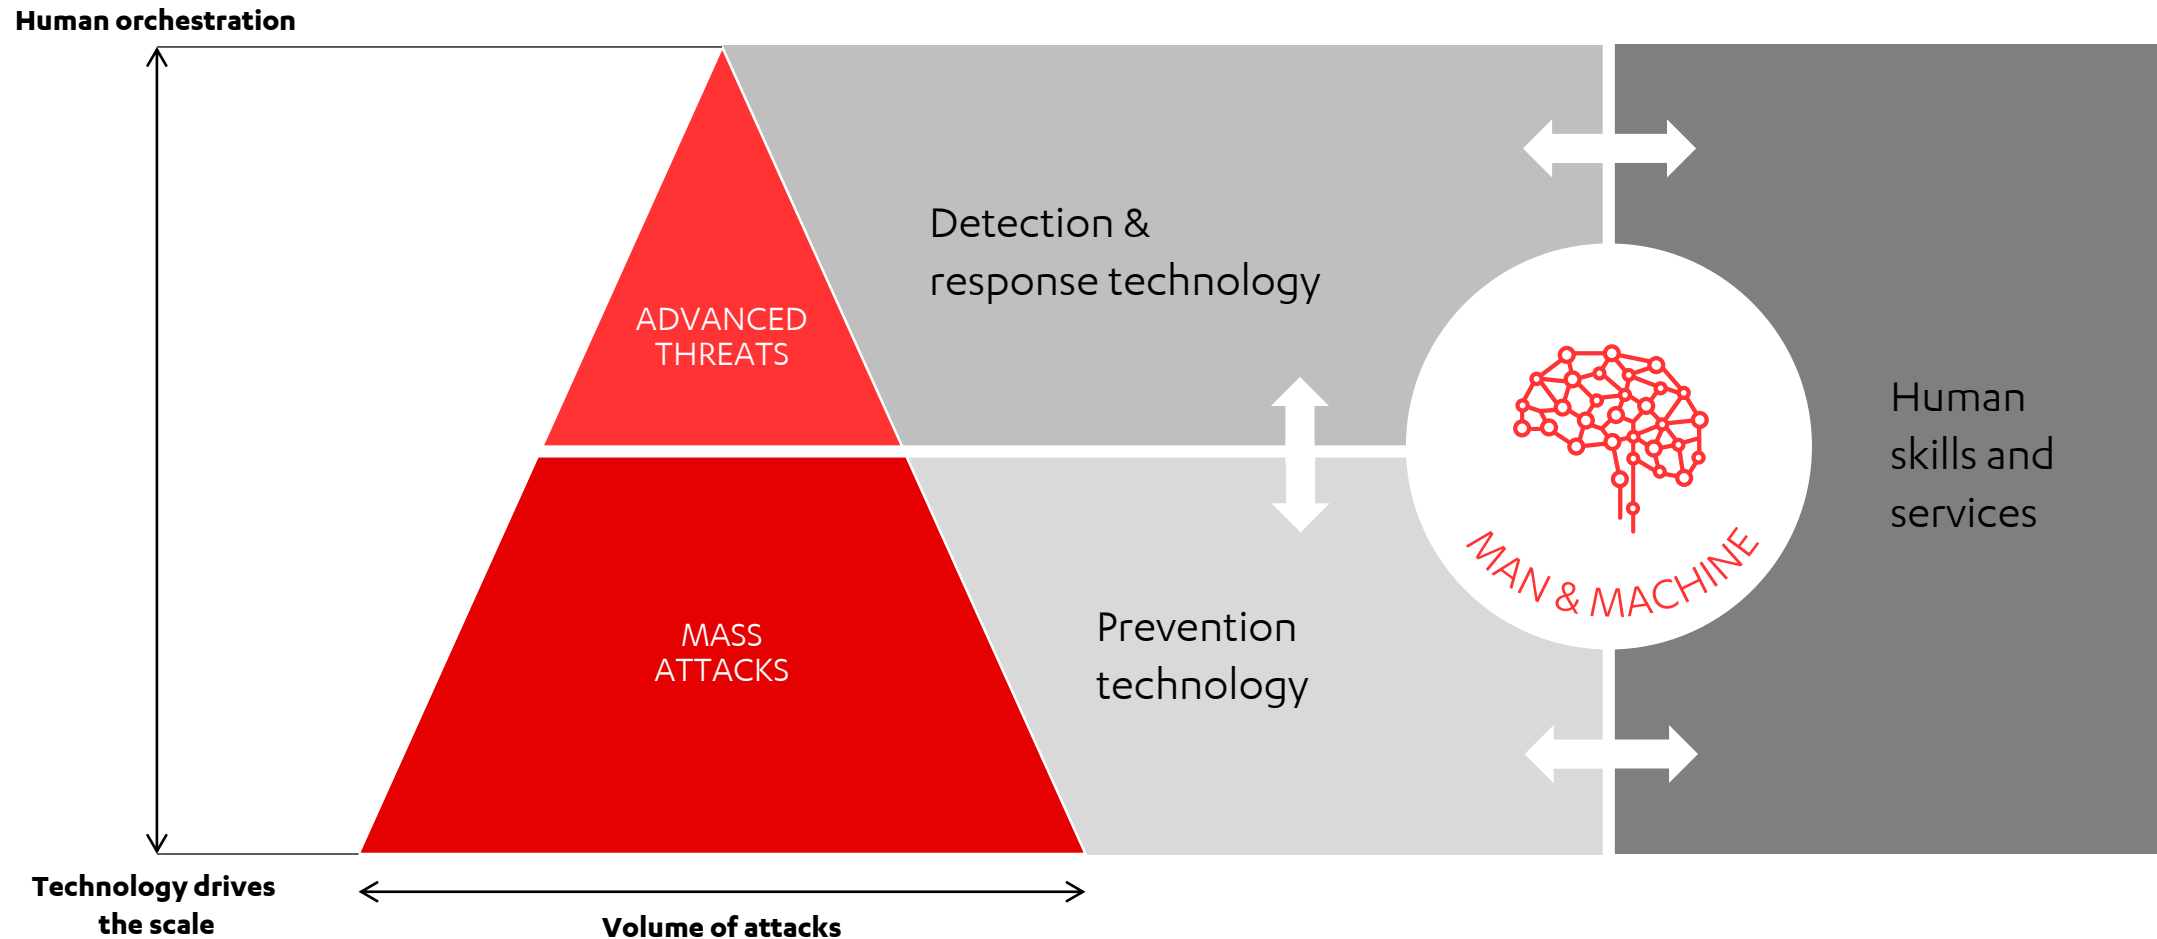 Human orchestration
Detection &
response technology
ADVANCED
THREATS
Human
skills and
services
MAN & MACHINE
MASS
ATTACKS
Prevention
technology
Technology drives
the scale
Volume of attacks